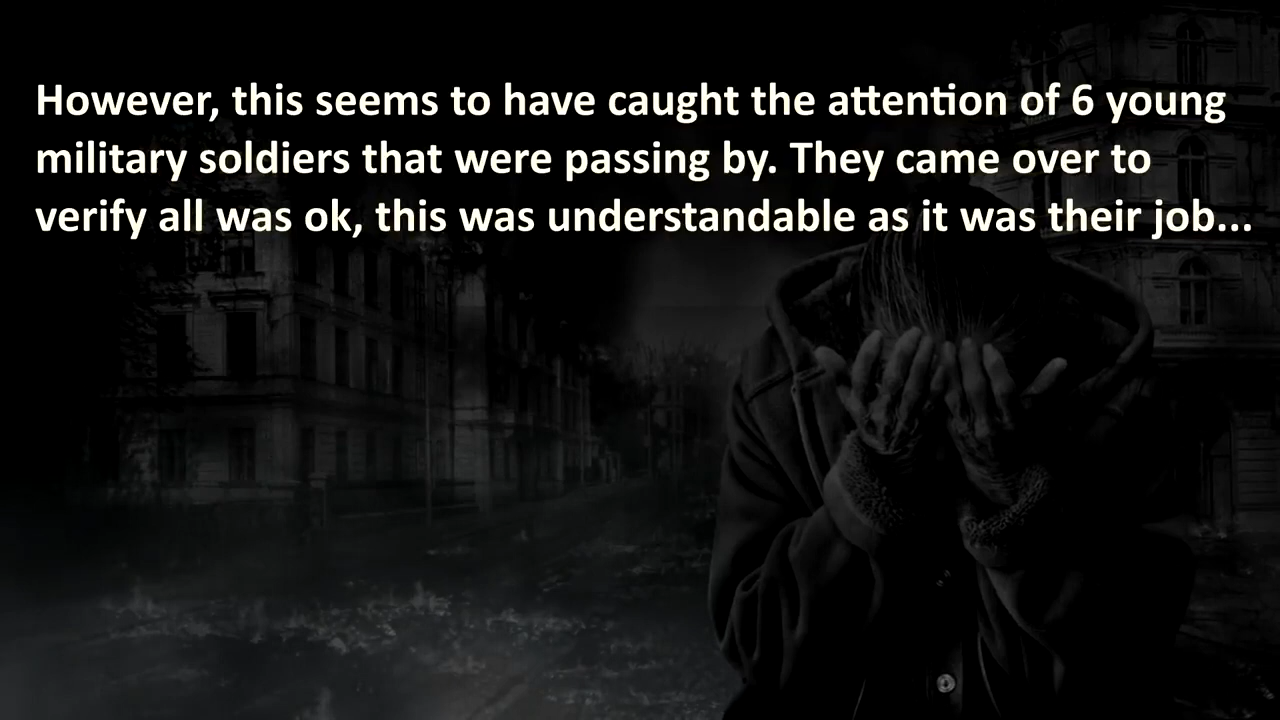 However, this seems to have caught the attention of 6 young
military soldiers that were passing by. They came over to
verify all was ok, this was understandable as it was their job...